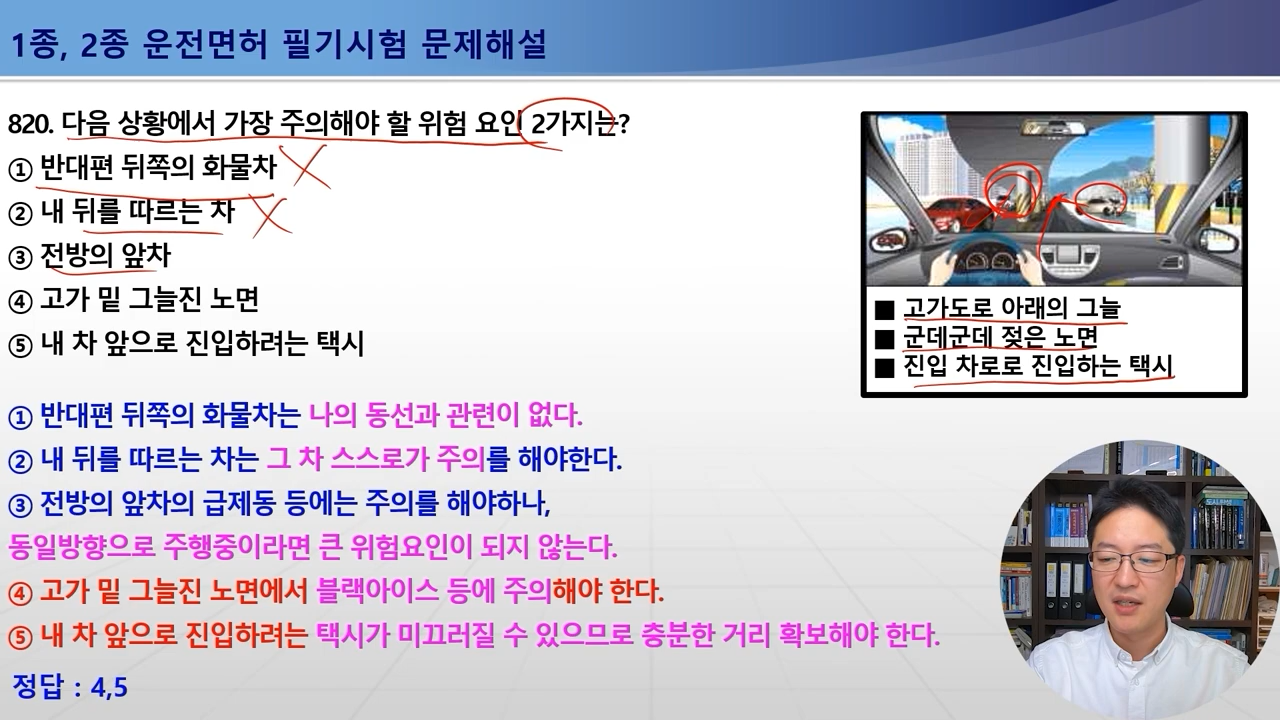 1종, 2종 운전면허 필기시험 문제해설
820. 다음 상황에서 가장 주의해야 할 위험 요인 2가지는?
① 반대편 뒤쪽의 화물차
② 내 뒤를 따르는 차
③ 전방의 앞차
④ 고가 밑 그늘진 노면
⑤ 내 차 앞으로 진입하려는 택시
■ 고가도로 아래의 그늘
■ 군데군데 젖은 노면
■ 진입 차로로 진입하는 택시
① 반대편 뒤쪽의 화물차는 나의 동선과 관련이 없다.
② 내 뒤를 따르는 차는 그 차 스스로가 주의를 해야한다.
③ 전방의 앞차의 급제동 등에는 주의를 해야하나,
동일방향으로 주행중이라면 큰 위험요인이 되지 않는다.
④ 고가 밑 그늘진 노면에서 블랙아이스 등에 주의해야 한다.
⑤ 내 차 앞으로 진입하려는 택시가 미끄러질 수 있으므로 충분한 거리 확보해야 한다.
정답 : 4,5